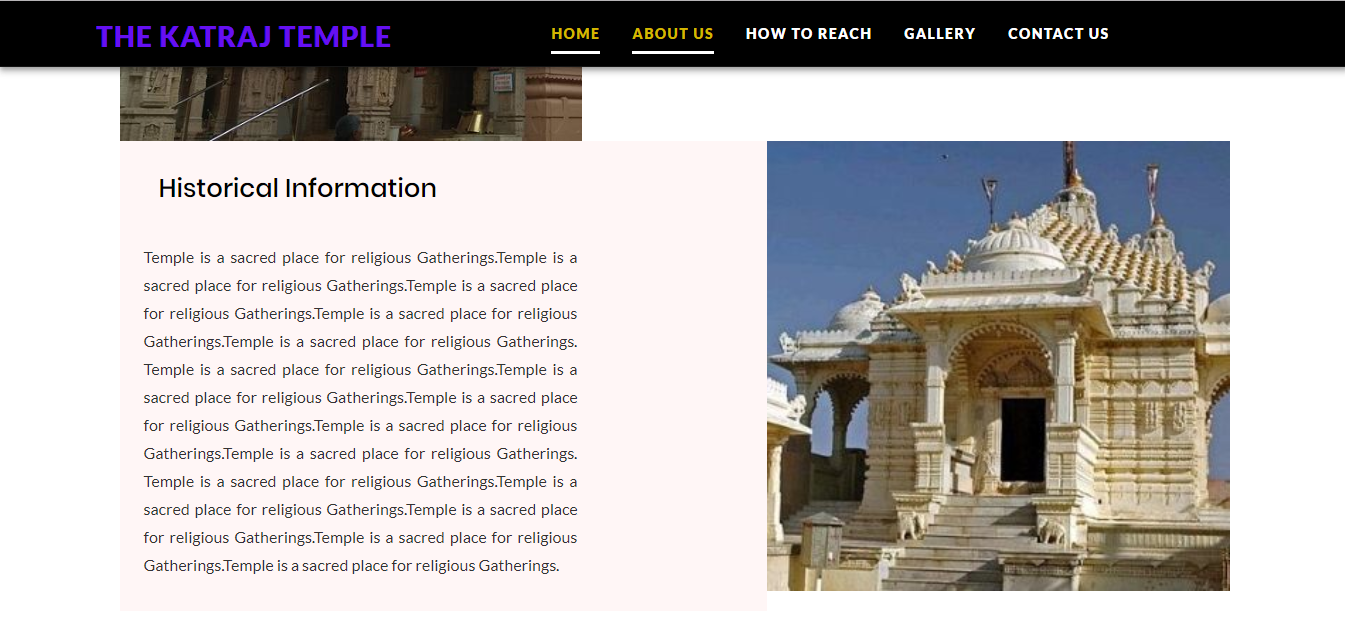 THE KATRAJ TEMPLE
HOME ABOUT US HOW TO REACH GALLERY CONTACT US
Historical Information
Temple is a sacred place for religious Gatherings.Temple is a
sacred place for religious Gatherings.Temple is a sacred place
for religious Gatherings.Temple is a sacred place for religious
Gatherings.Temple is a sacred place for religious Gatherings.
Temple is a sacred place for religious Gatherings.Temple is a
sacred place for religious Gatherings.Temple is a sacred place
for religious Gatherings.Temple is a sacred place for religious
Gatherings.Temple is a sacred place for religious Gatherings.
Temple is a sacred place for religious Gatherings.Temple is a
sacred place for religious Gatherings.Temple is a sacred place
for religious Gatherings.Temple is a sacred place for religious
Gatherings.Temple is a sacred place for religious Gatherings.